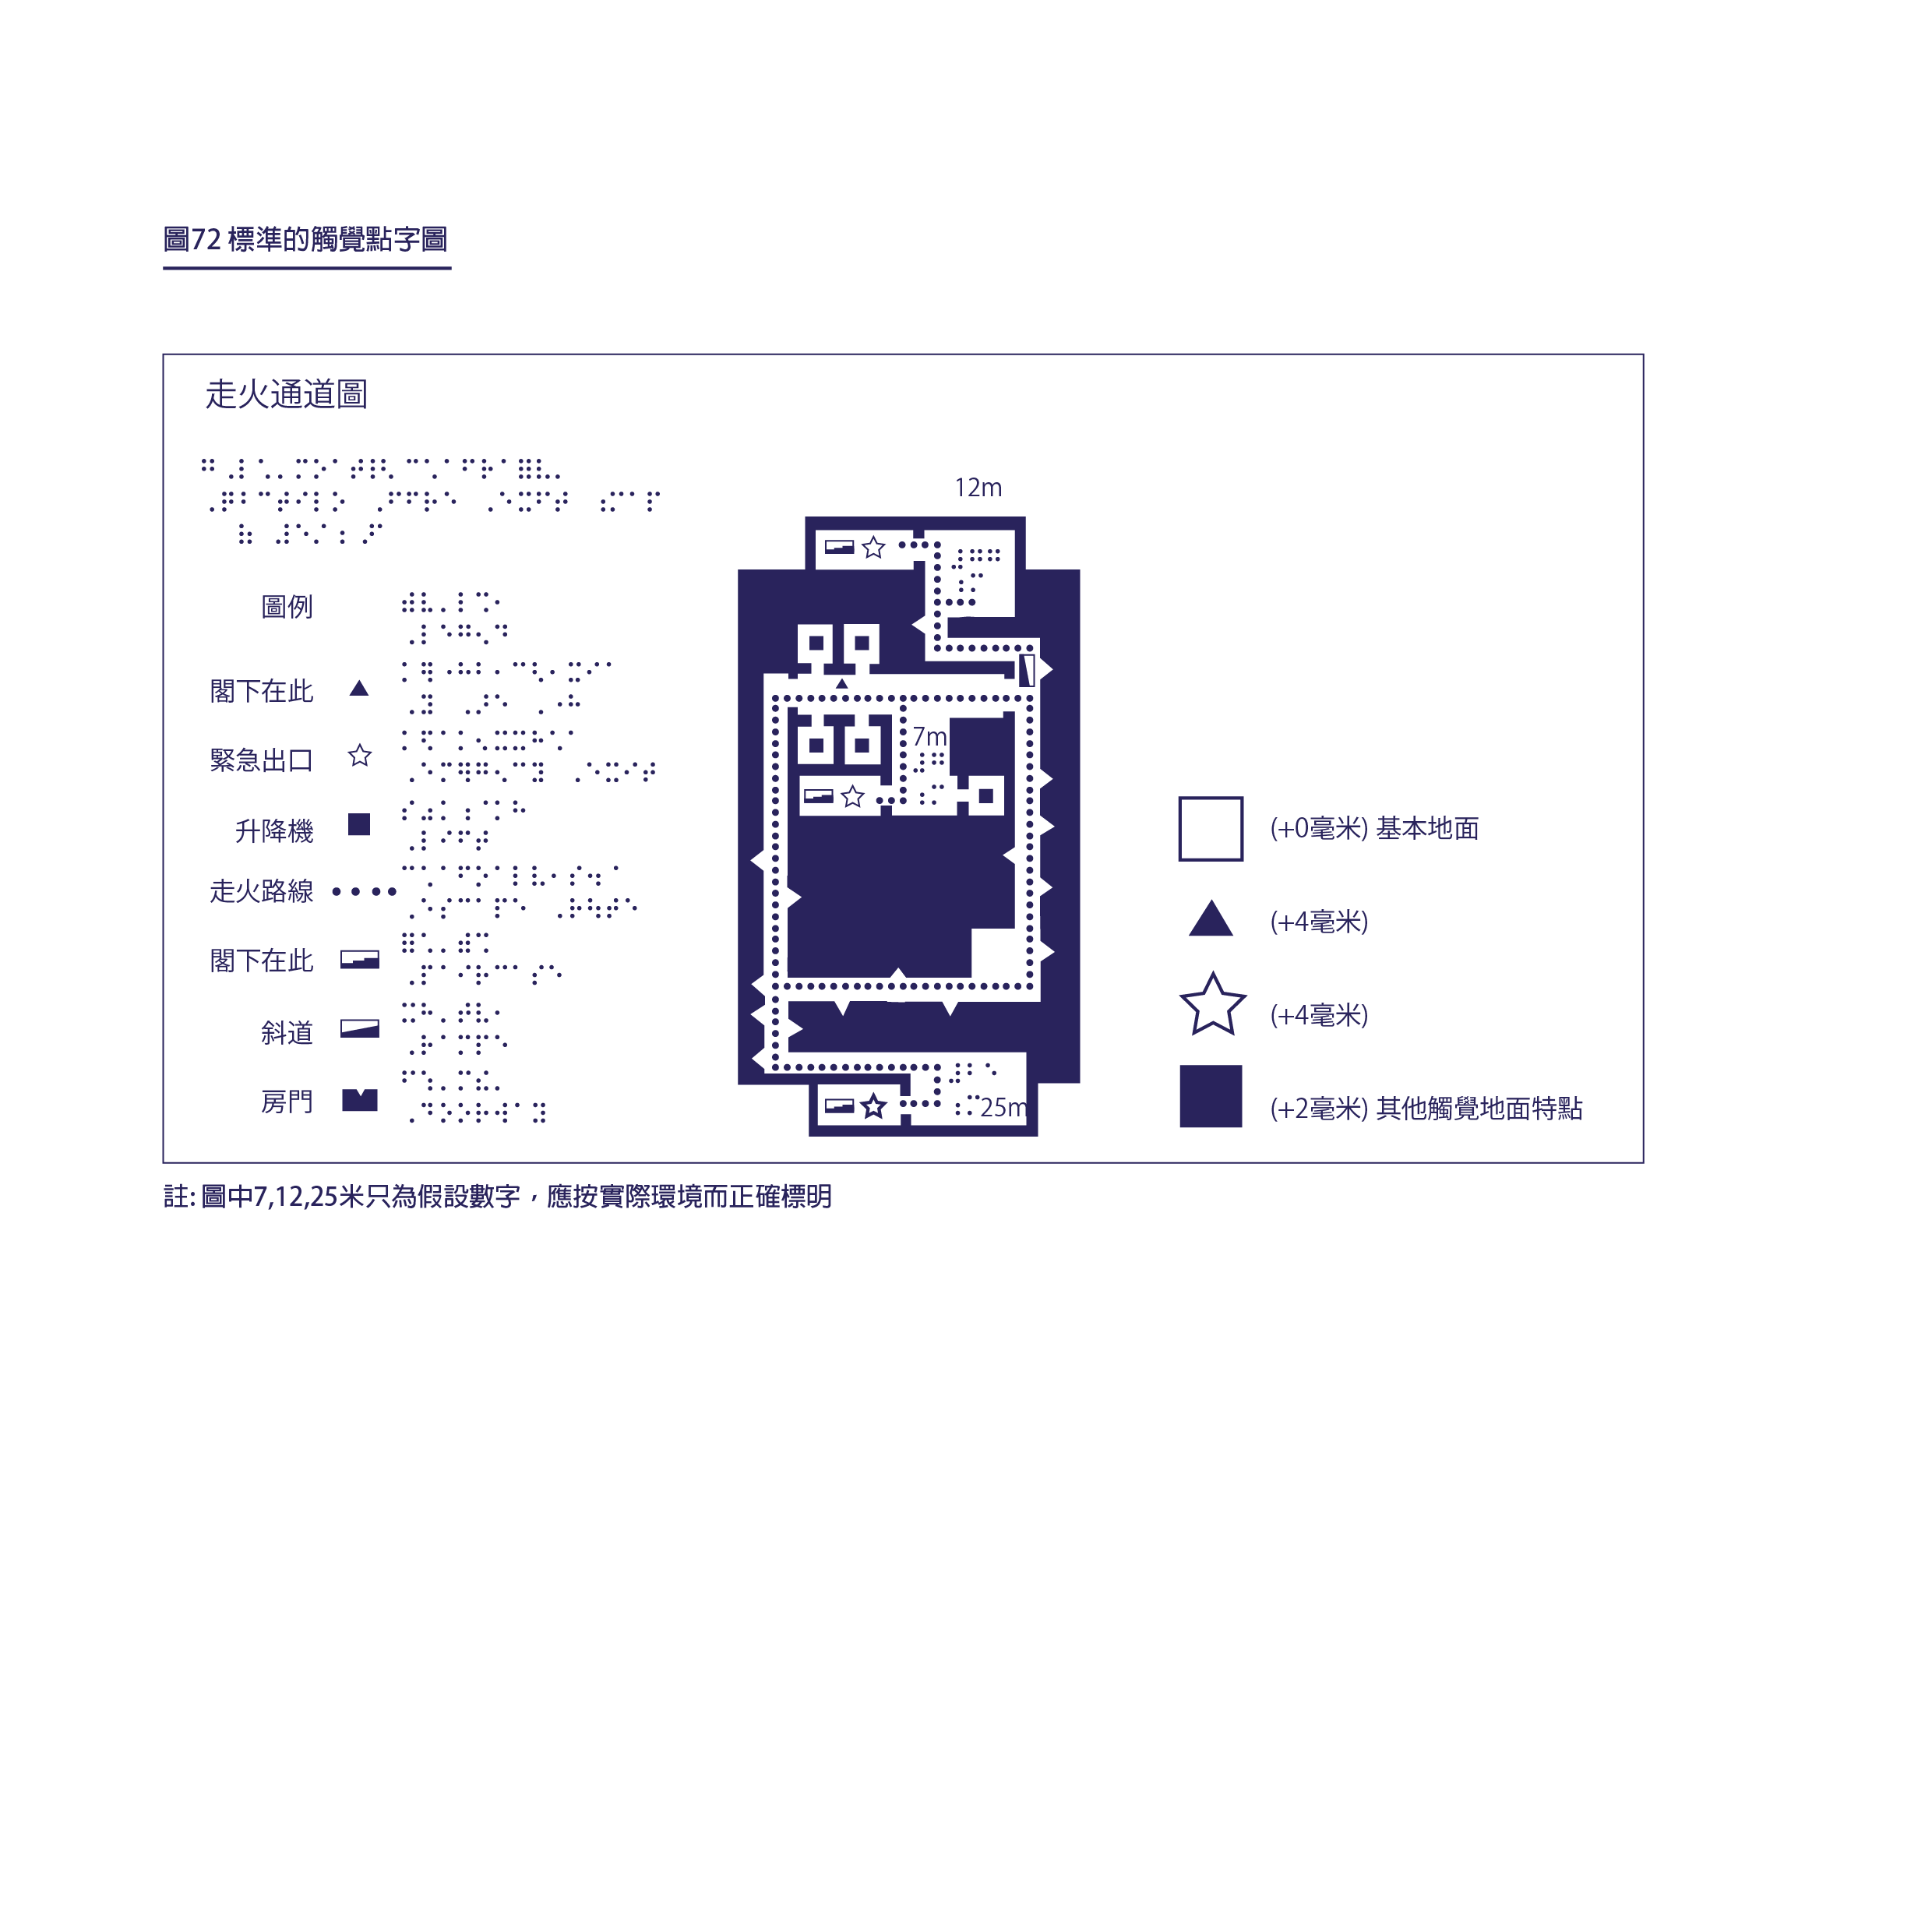 圖72 標準的觸覺點字圖
走火通道圖
圖例
閣下在此
緊急出口
升降機
走火路線
閣下在此
斜道
房門
12m
7m
25m
(+0毫米) 基本地面
(+4毫米)
(+4毫米)
(+2毫米) 其他觸覺地面特點
註: 圖中7,12,25米只為假設數字，應按實際環境而正確標明